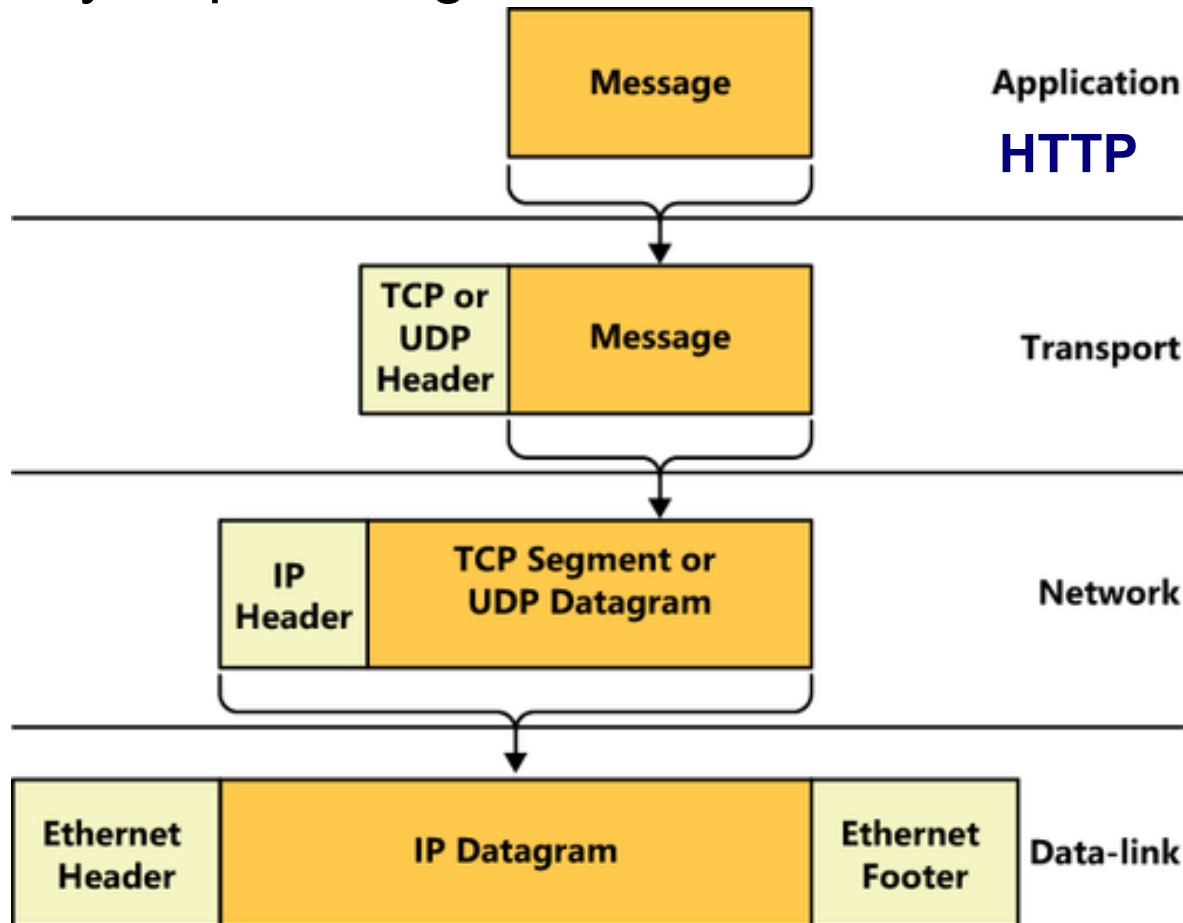 Message
Application
HTTP
TCP or
UDP
Header
Message
Transport
IP
Header
TCP Segment or
UDP Datagram
Network
Ethernet
Header
IP Datagram
Ethernet
Footer
Data-link